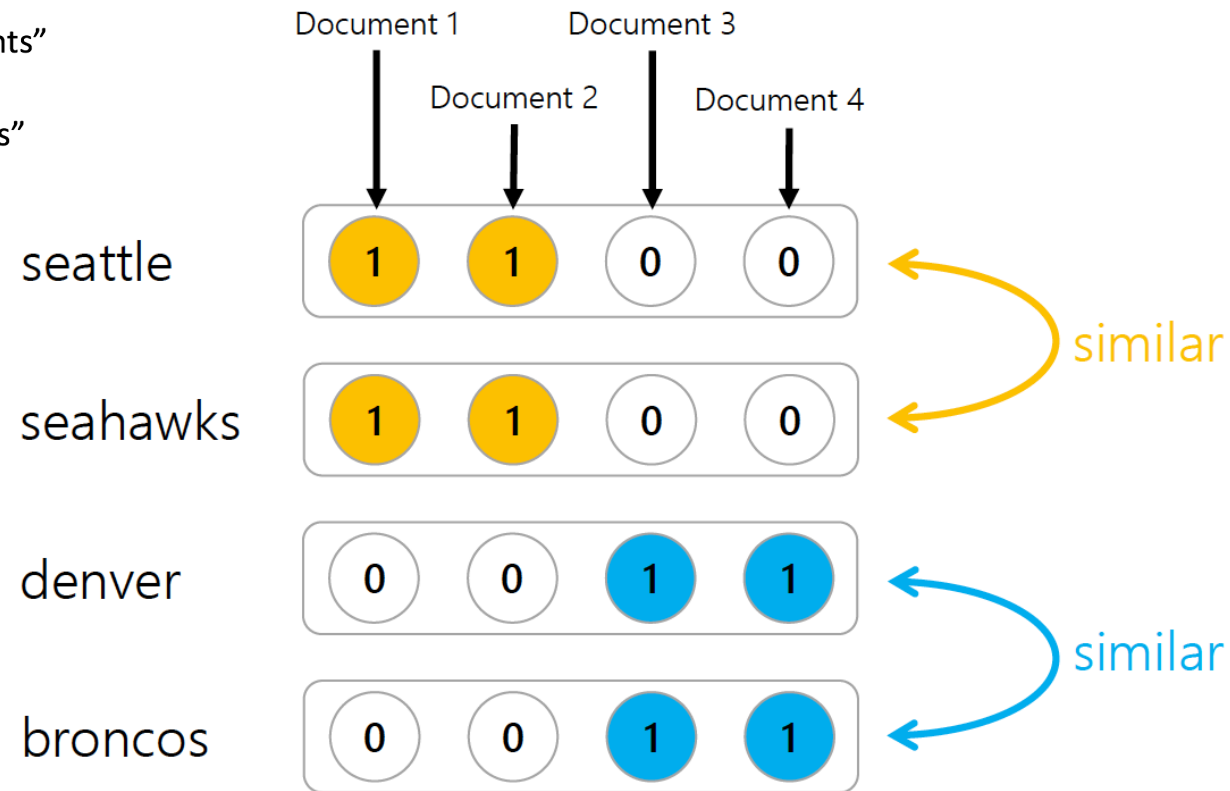 nts”
s”
Document 1
Document 3
Document 2
Document 4
seattle 1 1 0 0
similar
seahawks 1 1 0 0
denver 0 0 1 1
similar
broncos 0 0 1 1